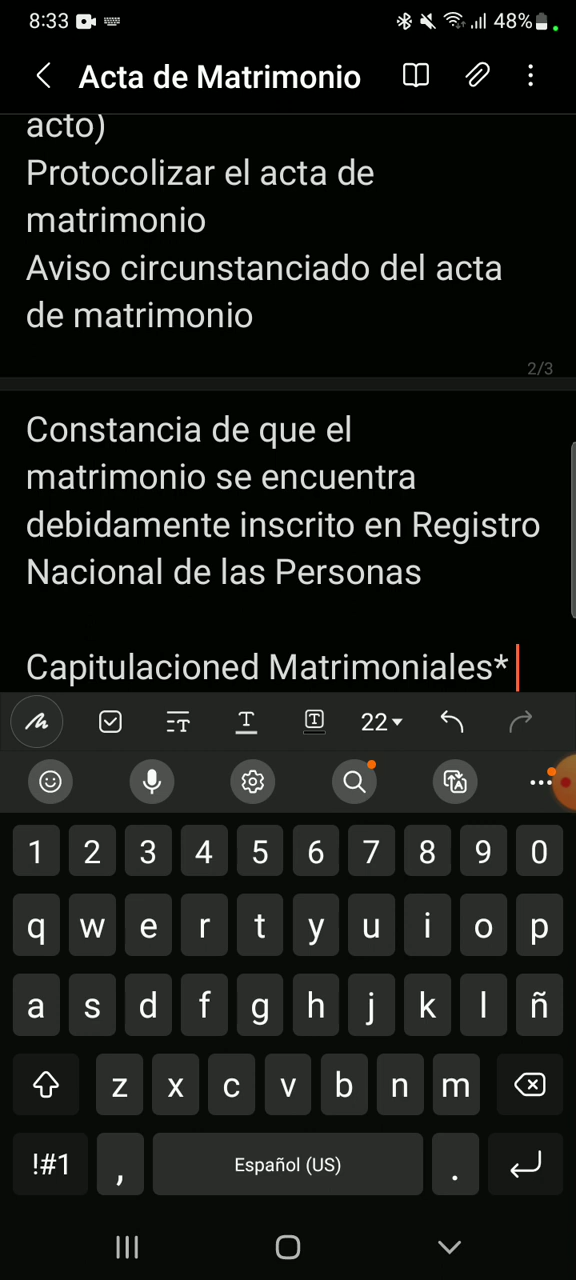 8:33 48%
Acta de Matrimonio
acto)
Protocolizar el acta de
matrimonio
Aviso circunstanciado del acta
de matrimonio
2/3
Constancia de que el
matrimonio se encuentra
debidamente inscrito en Registro
Nacional de las Personas
Capitulacioned Matrimoniales*
T T T 22
A
1 2 3 4 5 6 7 8 9 0
q w e r t y u i o p
a s d f g h j k l ñ
z x c v b n m
!#1 , Español (US) .